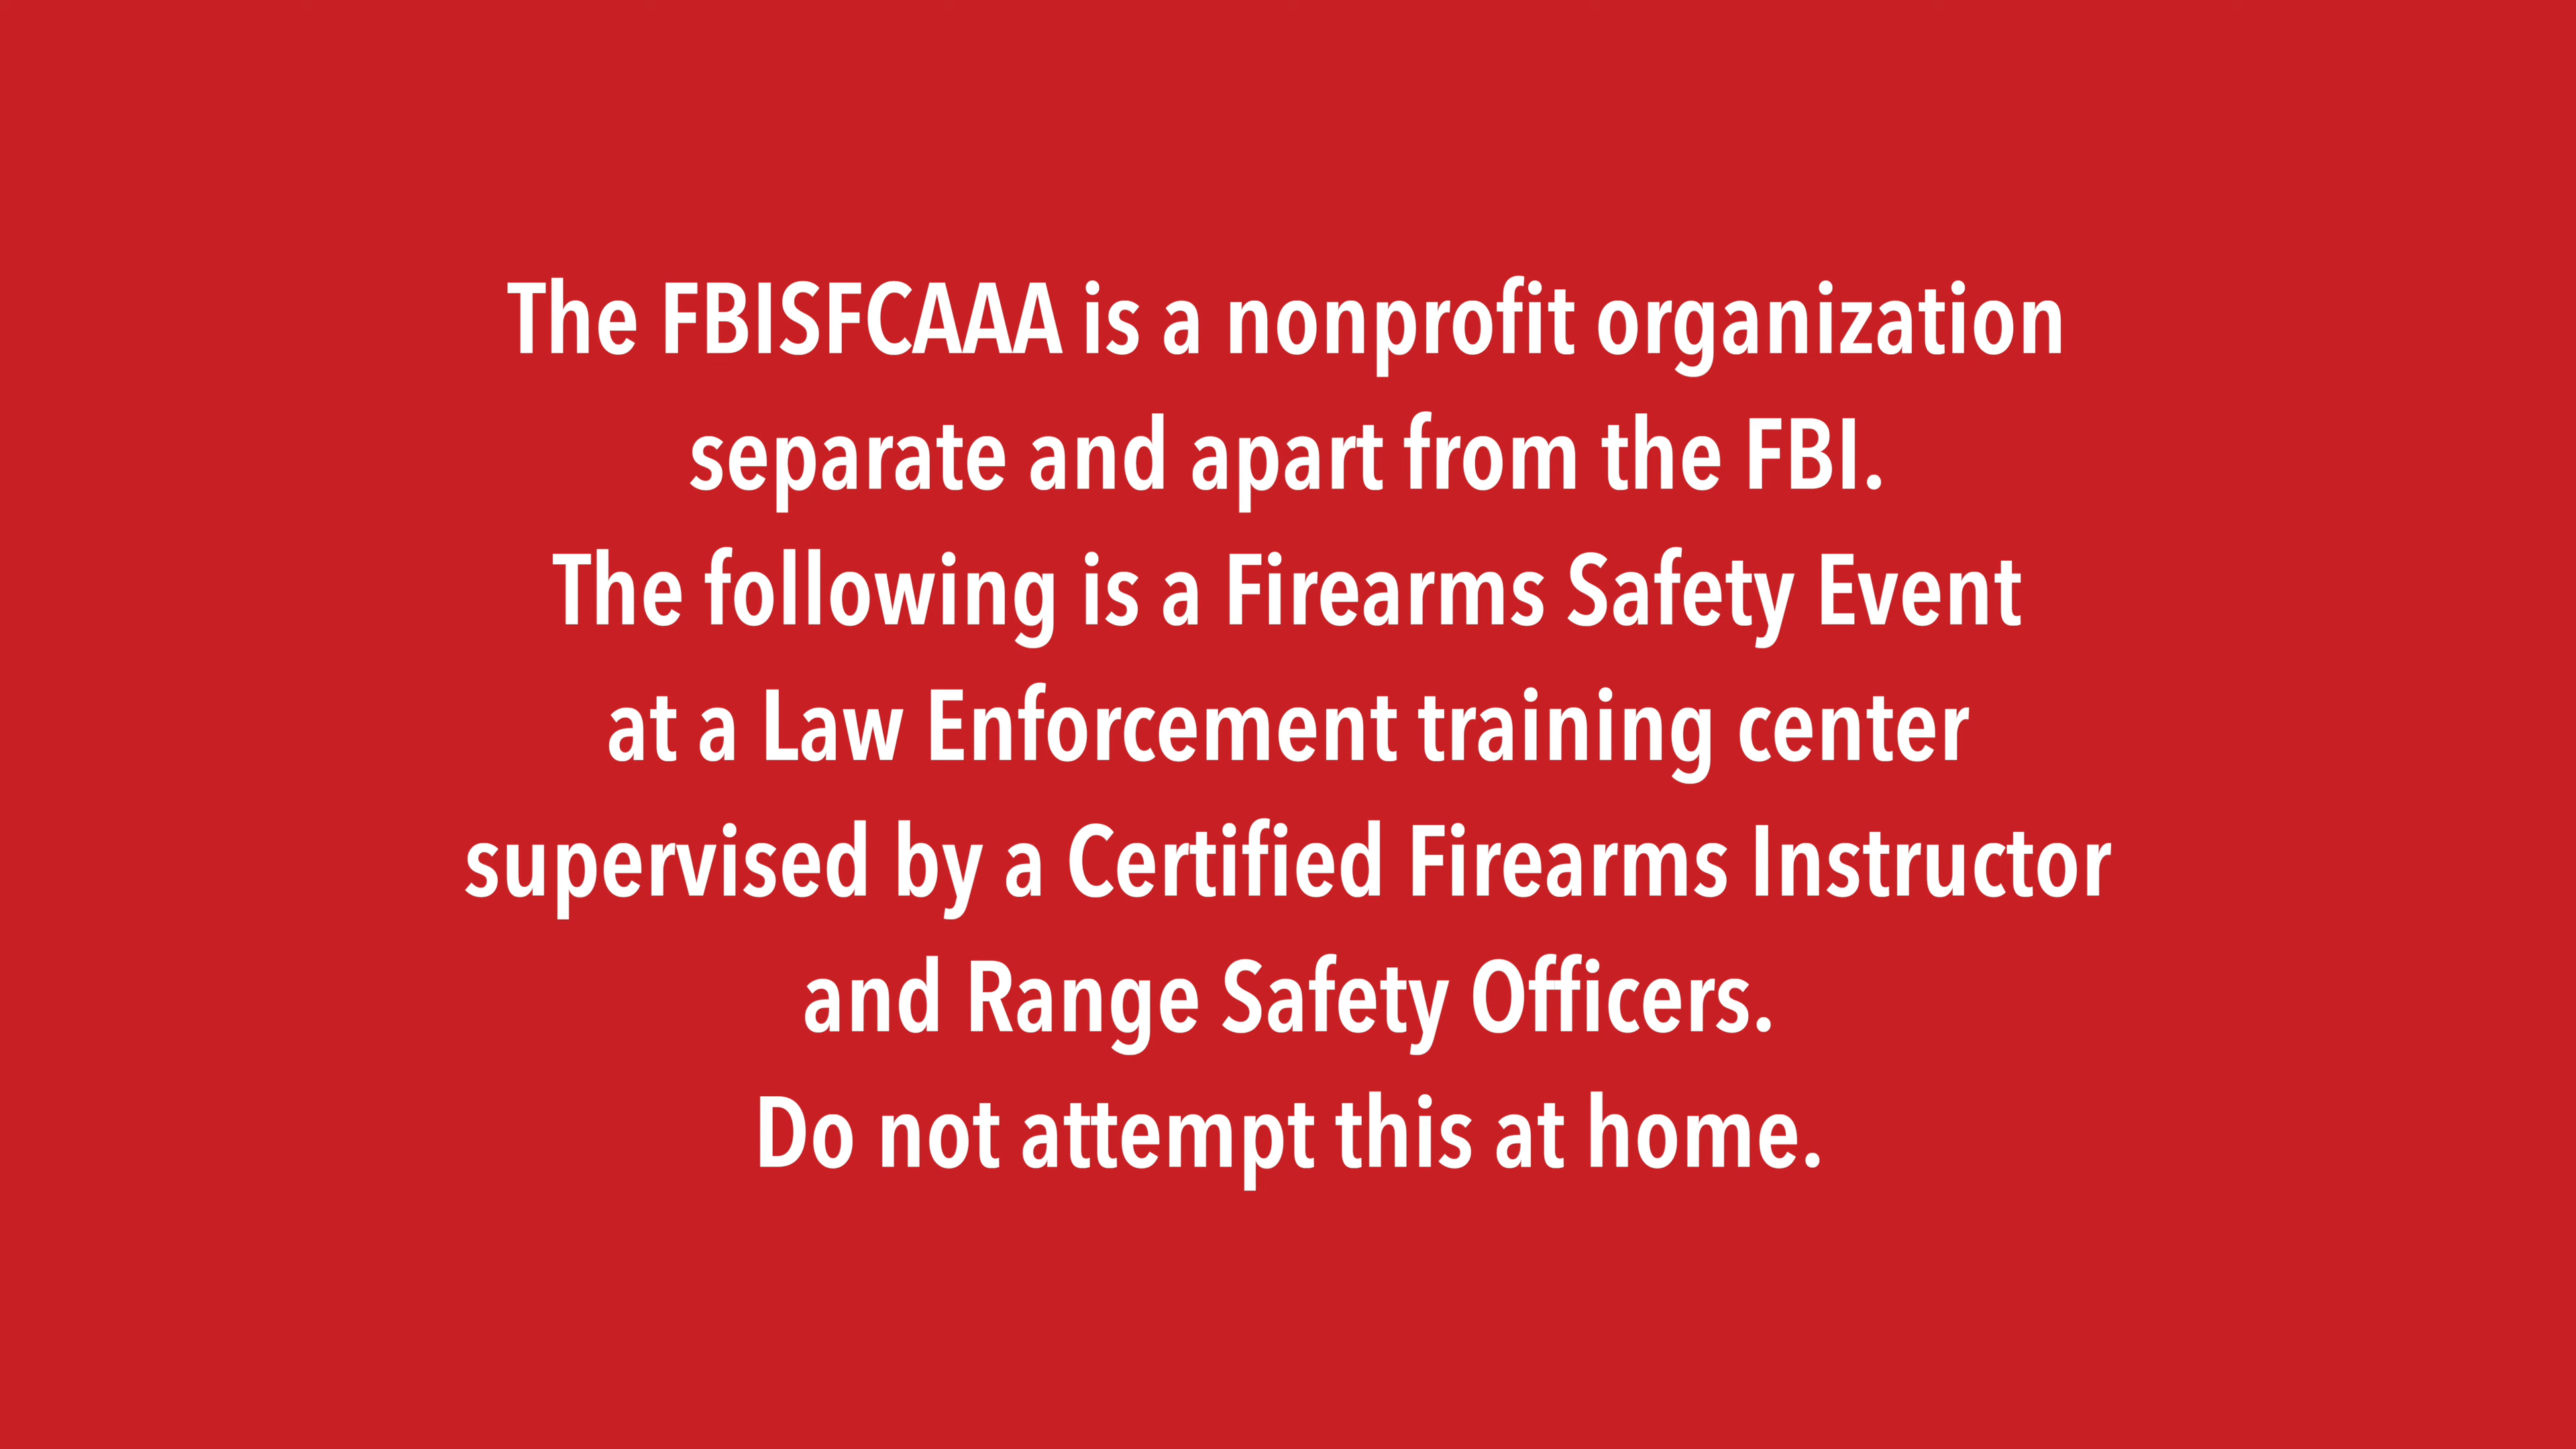 The FBISFCAAA is a nonprofit organization
separate and apart from the FBI.
The following is a Firearms Safety Event
at a Law Enforcement training center
supervised by a Certified Firearms Instructor
and Range Safety Officers.
Do not attempt this at home.